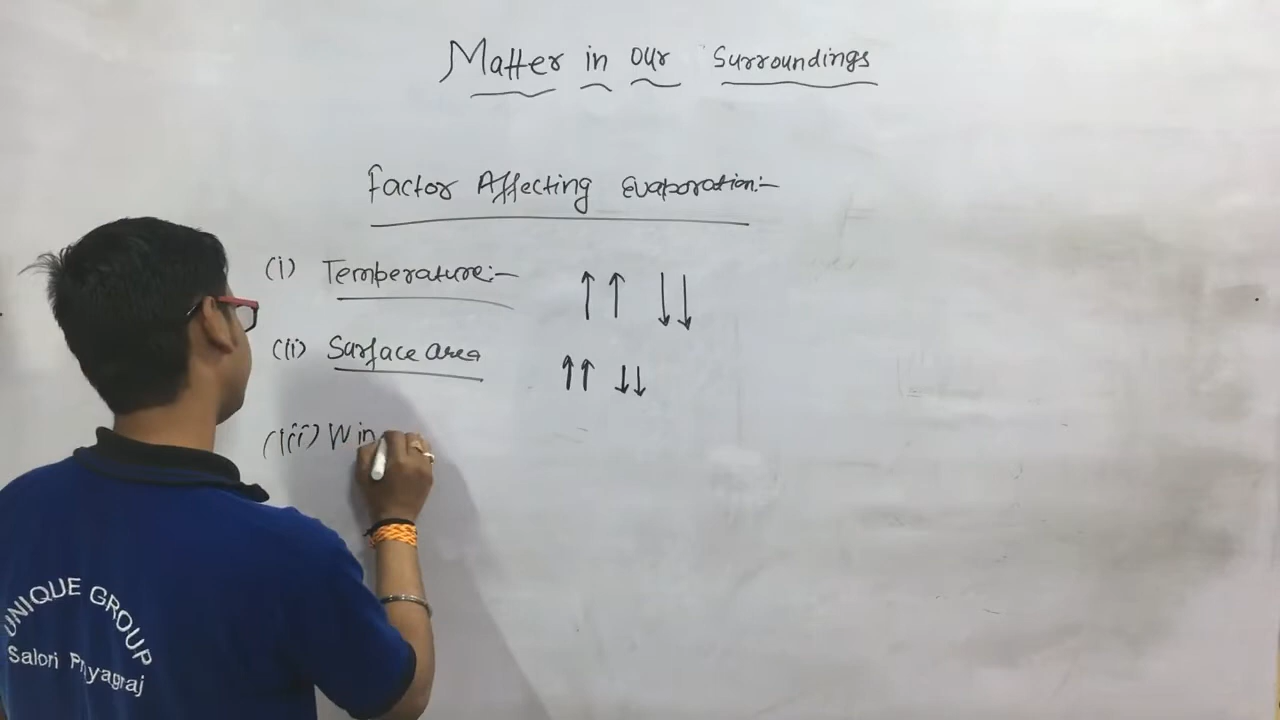 Matter in our Surroundings
Factor Affecting Evaporation:-
(i) Temperature:- ↑↑ ↓↓
(ii) Surface area ↑↑ ↓↓
(iii) Win
UNIQUE GROUP
Salori Prayagraj